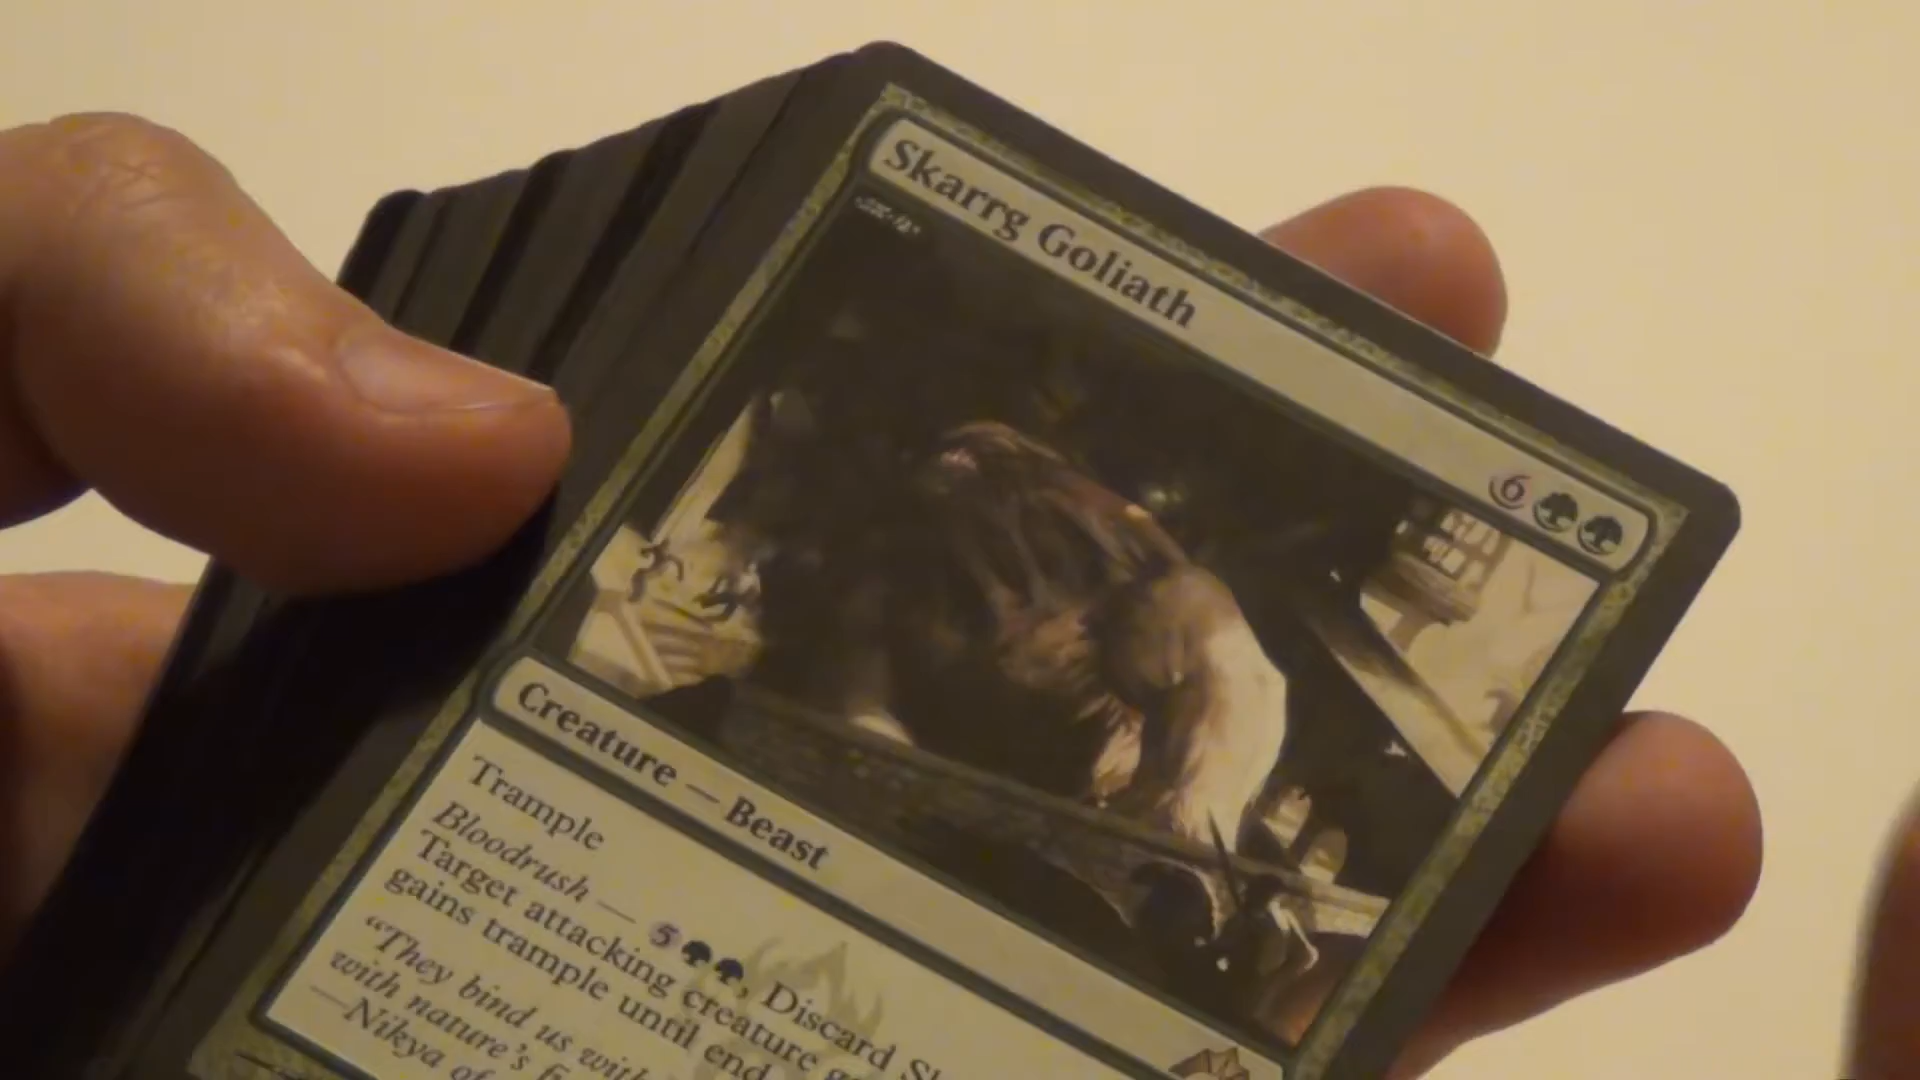 Skarrg Goliath
6
Creature — Beast
Trample
Bloodrush — 5, Discard
Target attacking creature
gains trample until end
“They bind us
with nature's
—Nikya of